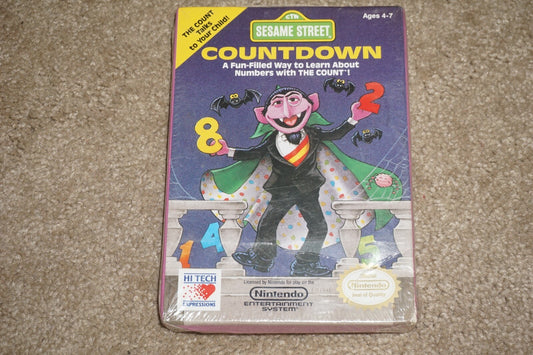 THE COUNT
Talks
to Your Child!
CTW
SESAME STREET
Ages 4-7
COUNTDOWN
A Fun-Filled Way to Learn About
Numbers with THE COUNT!
8
2
1
4
5
HI TECH
EXPRESSIONS
Licensed by Nintendo for play on the
Nintendo
ENTERTAINMENT
SYSTEM
Official
Nintendo
Seal of Quality